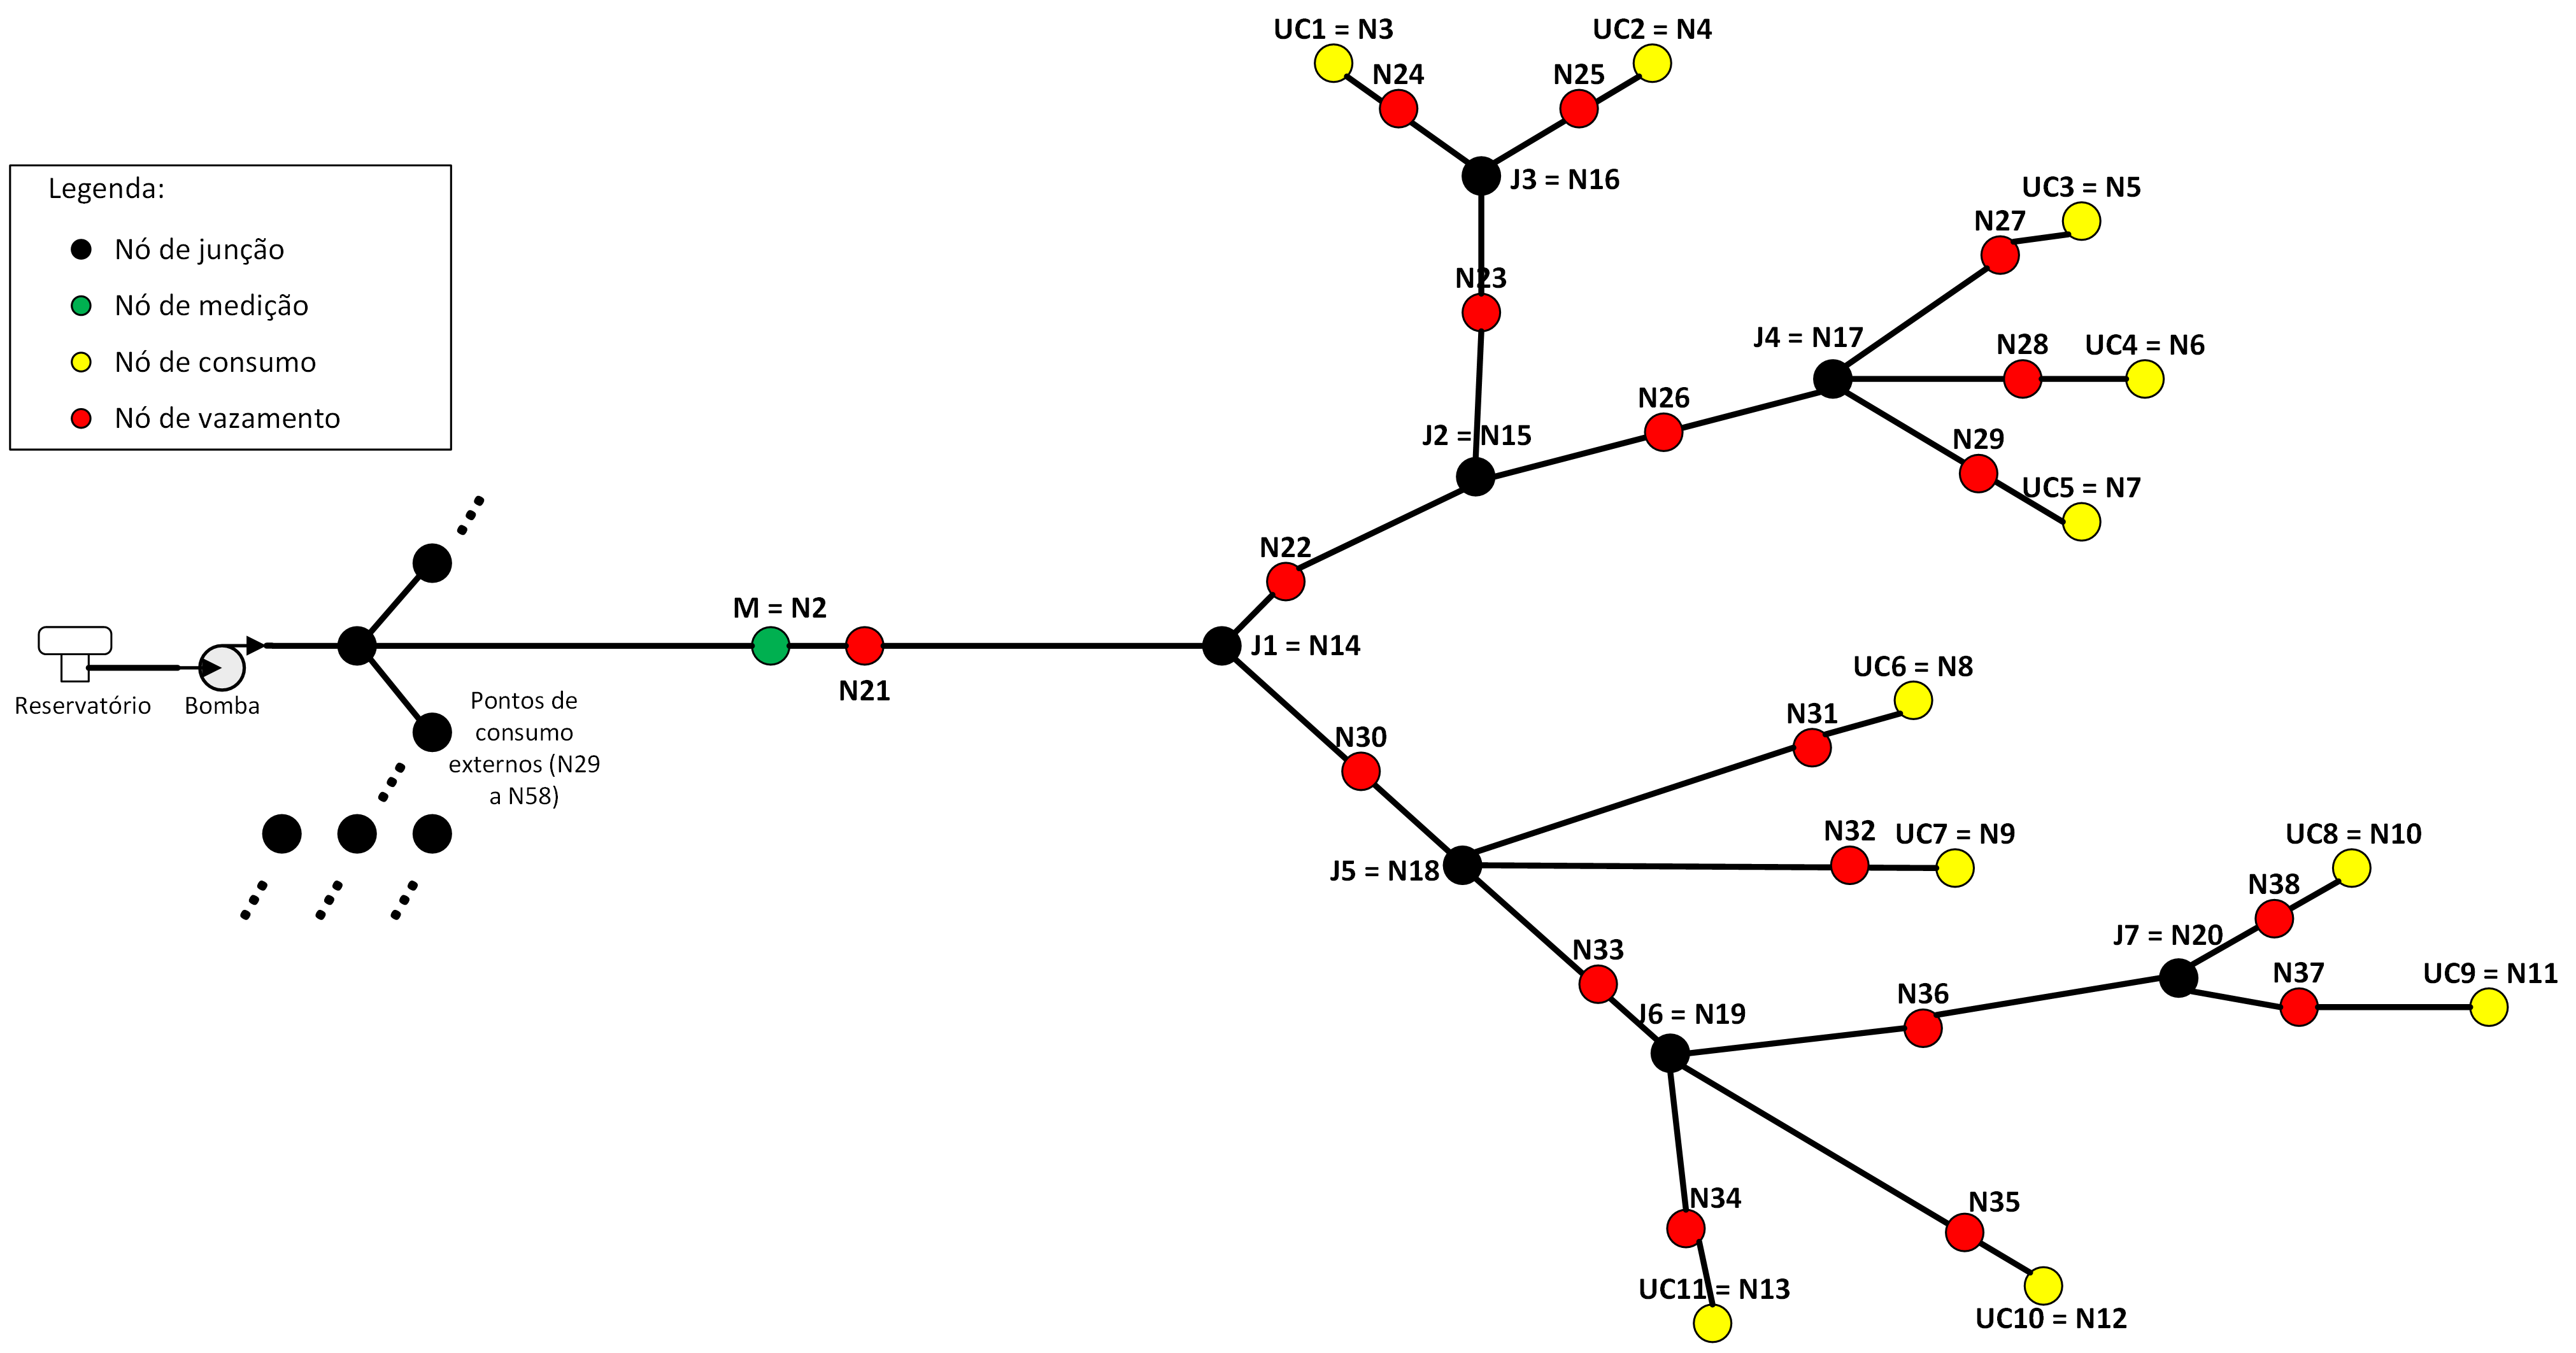 UC1 = N3
UC2 = N4
N24
N25
J3 = N16
Legenda:
Nó de junção
Nó de medição
Nó de consumo
Nó de vazamento
UC3 = N5
N27
N23
J4 = N17
N28
UC4 = N6
N26
J2 = N15
N29
UC5 = N7
N22
M = N2
J1 = N14
N21
Reservatório
Bomba
Pontos de
consumo
externos (N29
a N58)
UC6 = N8
N31
N30
N32
UC7 = N9
J5 = N18
UC8 = N10
N38
J7 = N20
N33
N37
UC9 = N11
N36
J6 = N19
N34
N35
UC11 = N13
UC10 = N12